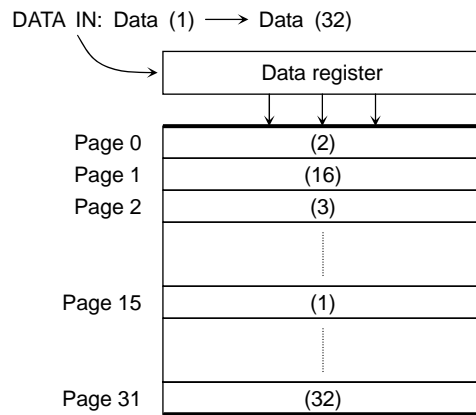 DATA IN: Data (1) → Data (32)
Data register
Page 0 (2)
Page 1 (16)
Page 2 (3)
Page 15 (1)
Page 31 (32)